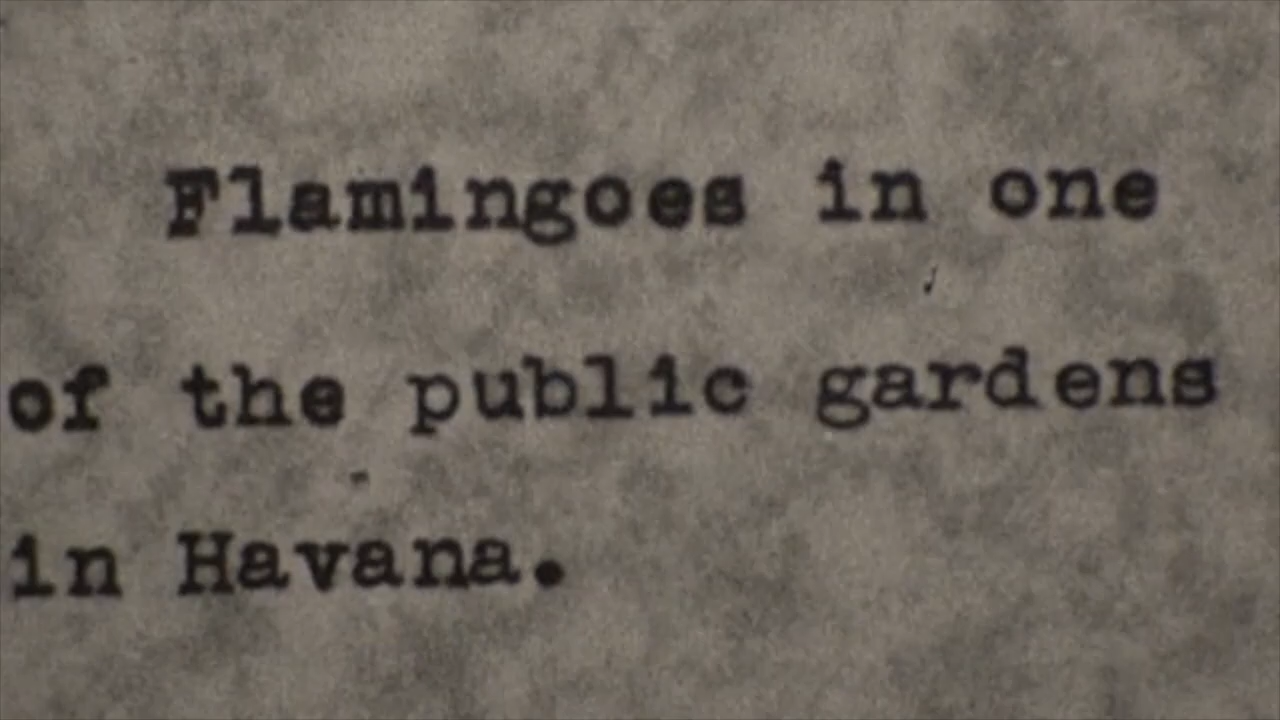 Flamingoes in one
of the public gardens
in Havana.